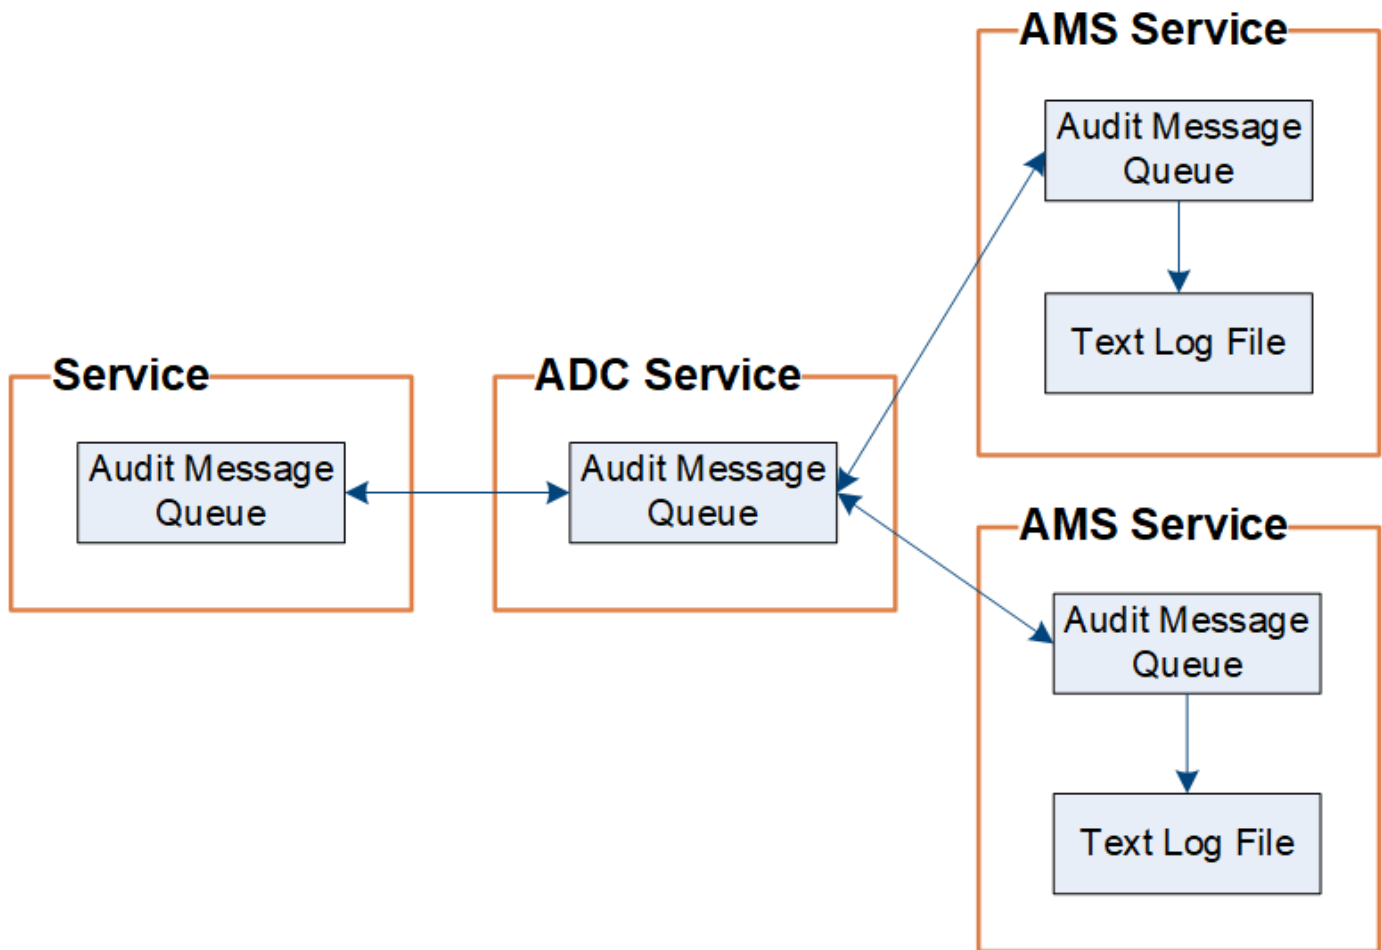 AMS Service
Audit Message
Queue
Text Log File
Service
Audit Message
Queue
ADC Service
Audit Message
Queue
AMS Service
Audit Message
Queue
Text Log File